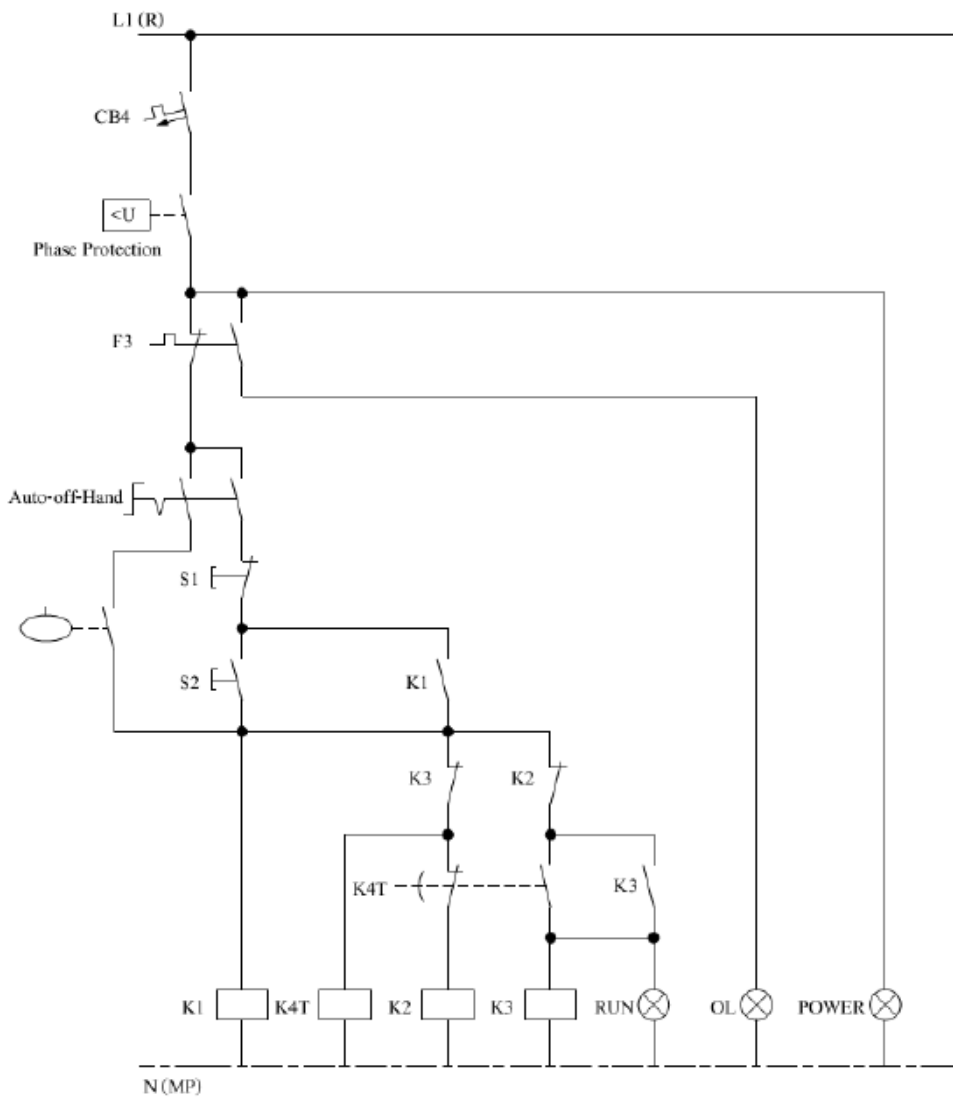 L1 (R)
CB4
<U
Phase Protection
F3
Auto-off-Hand
S1
S2
K1
K3
K2
K4T
K3
K1
K4T
K2
K3
RUN
OL
POWER
N (MP)